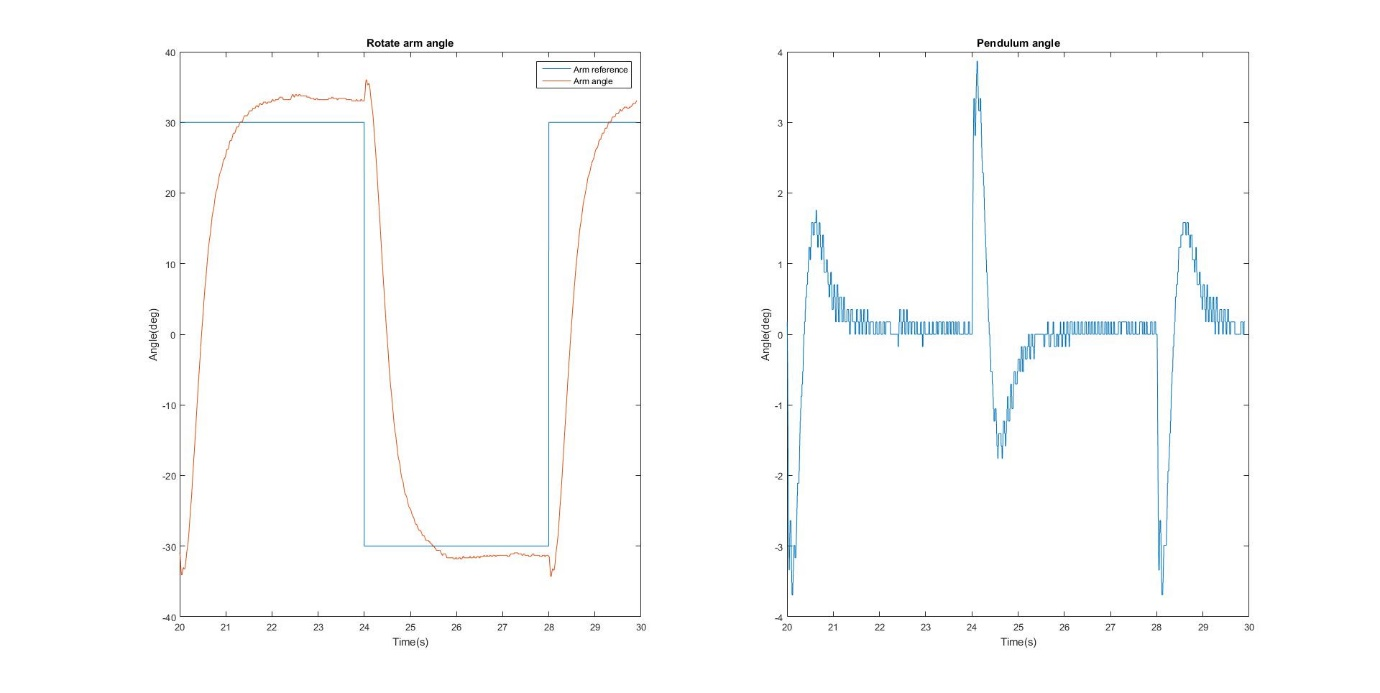 Rotate arm angle
Arm reference
Arm angle
40
30
20
10
0
-10
-20
-30
-40
Angle(deg)
20 21 22 23 24 25 26 27 28 29 30
Time(s)
Pendulum angle
4
3
2
1
0
-1
-2
-3
-4
Angle(deg)
20 21 22 23 24 25 26 27 28 29 30
Time(s)